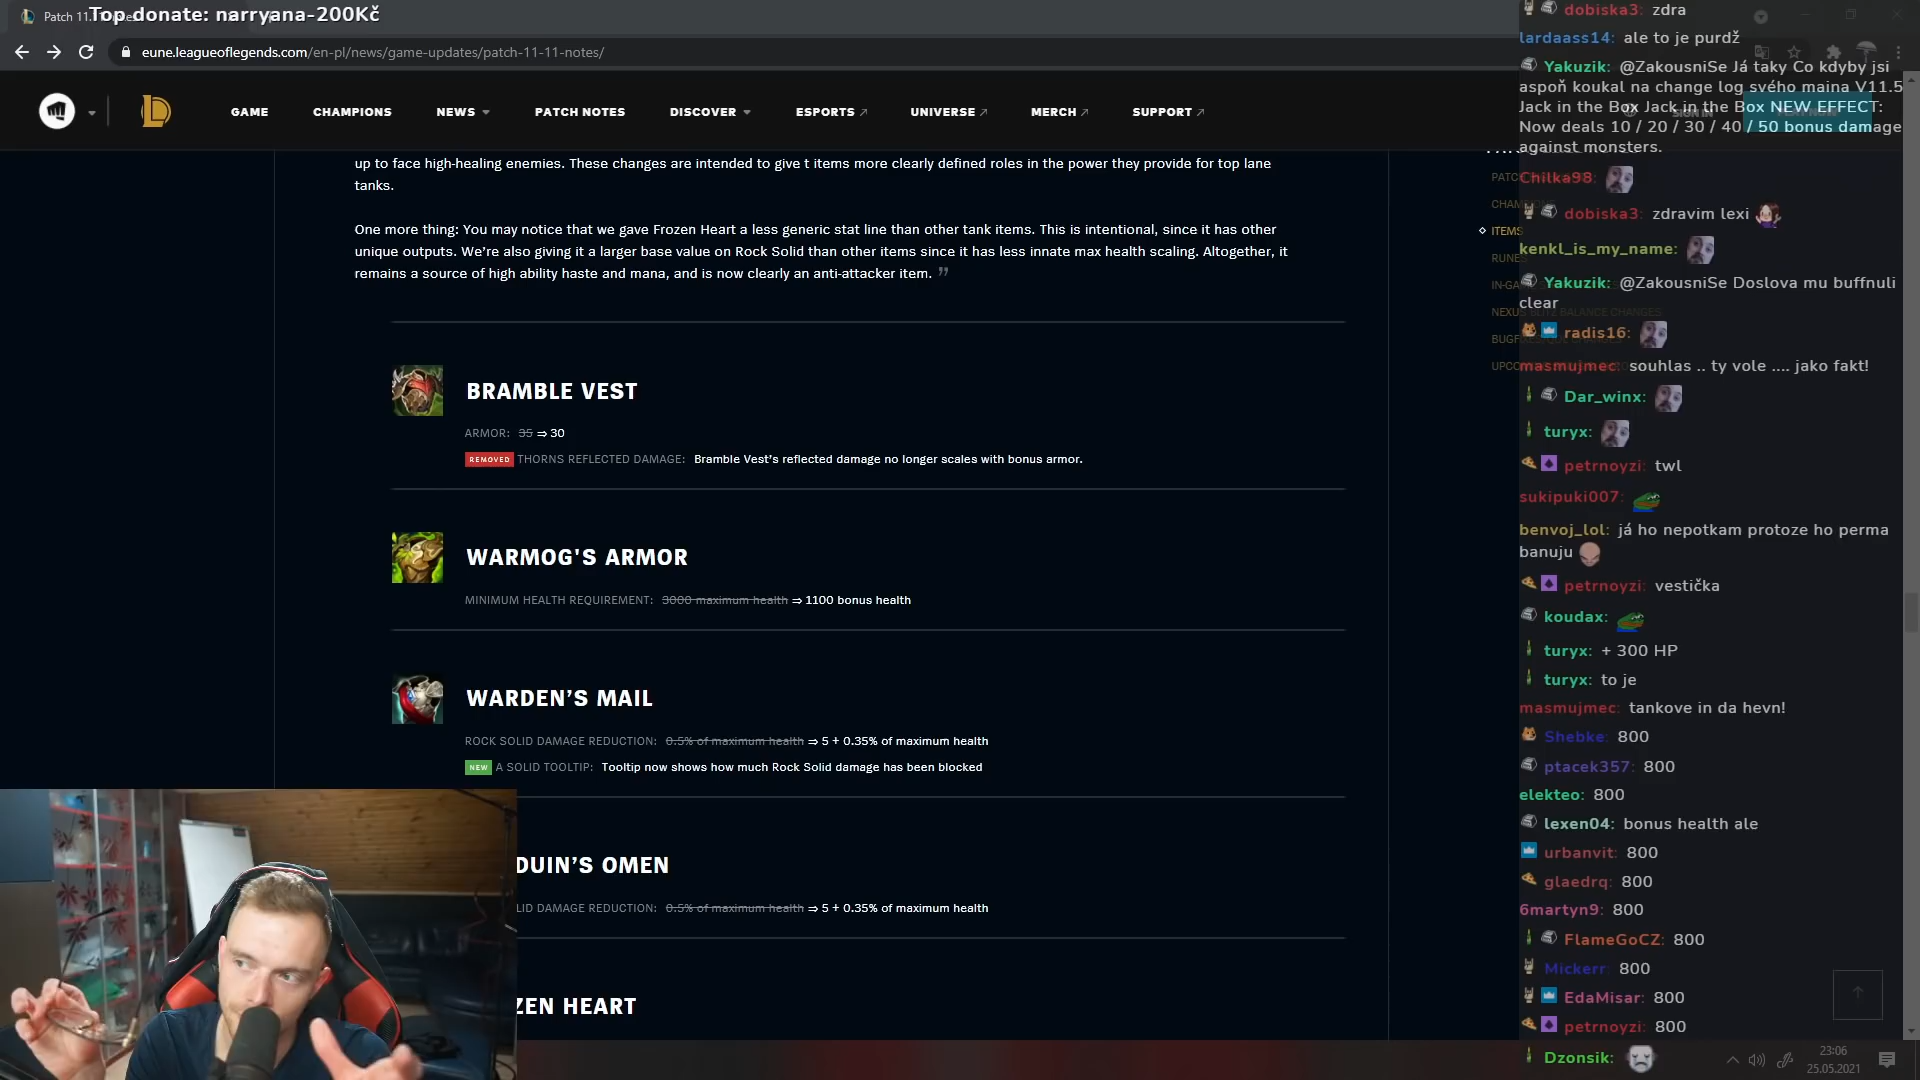 Patch 11.
Top donate: narryana-200Kč
eune.leagueoflegends.com/en-pl/news/game-updates/patch-11-11-notes/
GAME
CHAMPIONS
NEWS
PATCH NOTES
DISCOVER
ESPORTS
UNIVERSE
MERCH
SUPPORT
SIGN IN
up to face high-healing enemies. These changes are intended to give t items more clearly defined roles in the power they provide for top lane
tanks.
One more thing: You may notice that we gave Frozen Heart a less generic stat line than other tank items. This is intentional, since it has other
unique outputs. We're also giving it a larger base value on Rock Solid than other items since it has less innate max health scaling. Altogether, it
remains a source of high ability haste and mana, and is now clearly an anti-attacker item. ”
BRAMBLE VEST
ARMOR: 35 ⇒ 30
REMOVED THORNS REFLECTED DAMAGE: Bramble Vest's reflected damage no longer scales with bonus armor.
WARMOG'S ARMOR
MINIMUM HEALTH REQUIREMENT: 3000 maximum health ⇒ 1100 bonus health
WARDEN’S MAIL
ROCK SOLID DAMAGE REDUCTION: 0.5% of maximum health ⇒ 5 + 0.35% of maximum health
NEW A SOLID TOOLTIP: Tooltip now shows how much Rock Solid damage has been blocked
DUIN’S OMEN
LID DAMAGE REDUCTION: 0.5% of maximum health ⇒ 5 + 0.35% of maximum health
ZEN HEART
ITEMS
RUNES
IN-GA
NEXUS BLITZ BALANCE CHANGES
BUGF
UPCO
dobiska3: zdra
lardaass14: ale to je purdž
Yakuzik: @ZakousniSe Já taky Co kdyby jsi
aspoň koukal na change log svého maina V11.5
Jack in the Box Jack in the Box NEW EFFECT:
Now deals 10 / 20 / 30 / 40 / 50 bonus damage
against monsters.
Chilka98:
dobiska3: zdravim lexi
kenkl_is_my_name:
Yakuzik: @ZakousniSe Doslova mu buffnuli
clear
radis16:
masmujmec: souhlas .. ty vole .... jako fakt!
Dar_winx:
turyx:
petrnoyzi: twl
sukipuki007:
benvoj_lol: já ho nepotkam protoze ho perma
banuju
petrnoyzi: vestička
koudax:
turyx: + 300 HP
turyx: to je
masmujmec: tankove in da hevn!
Shebke: 800
ptacek357: 800
elekteo: 800
lexen04: bonus health ale
urbanvit: 800
glaedrq: 800
6martyn9: 800
FlameGoCZ: 800
Mickerr: 800
EdaMisar: 800
petrnoyzi: 800
Dzonsik:
23:06
25.05.2021